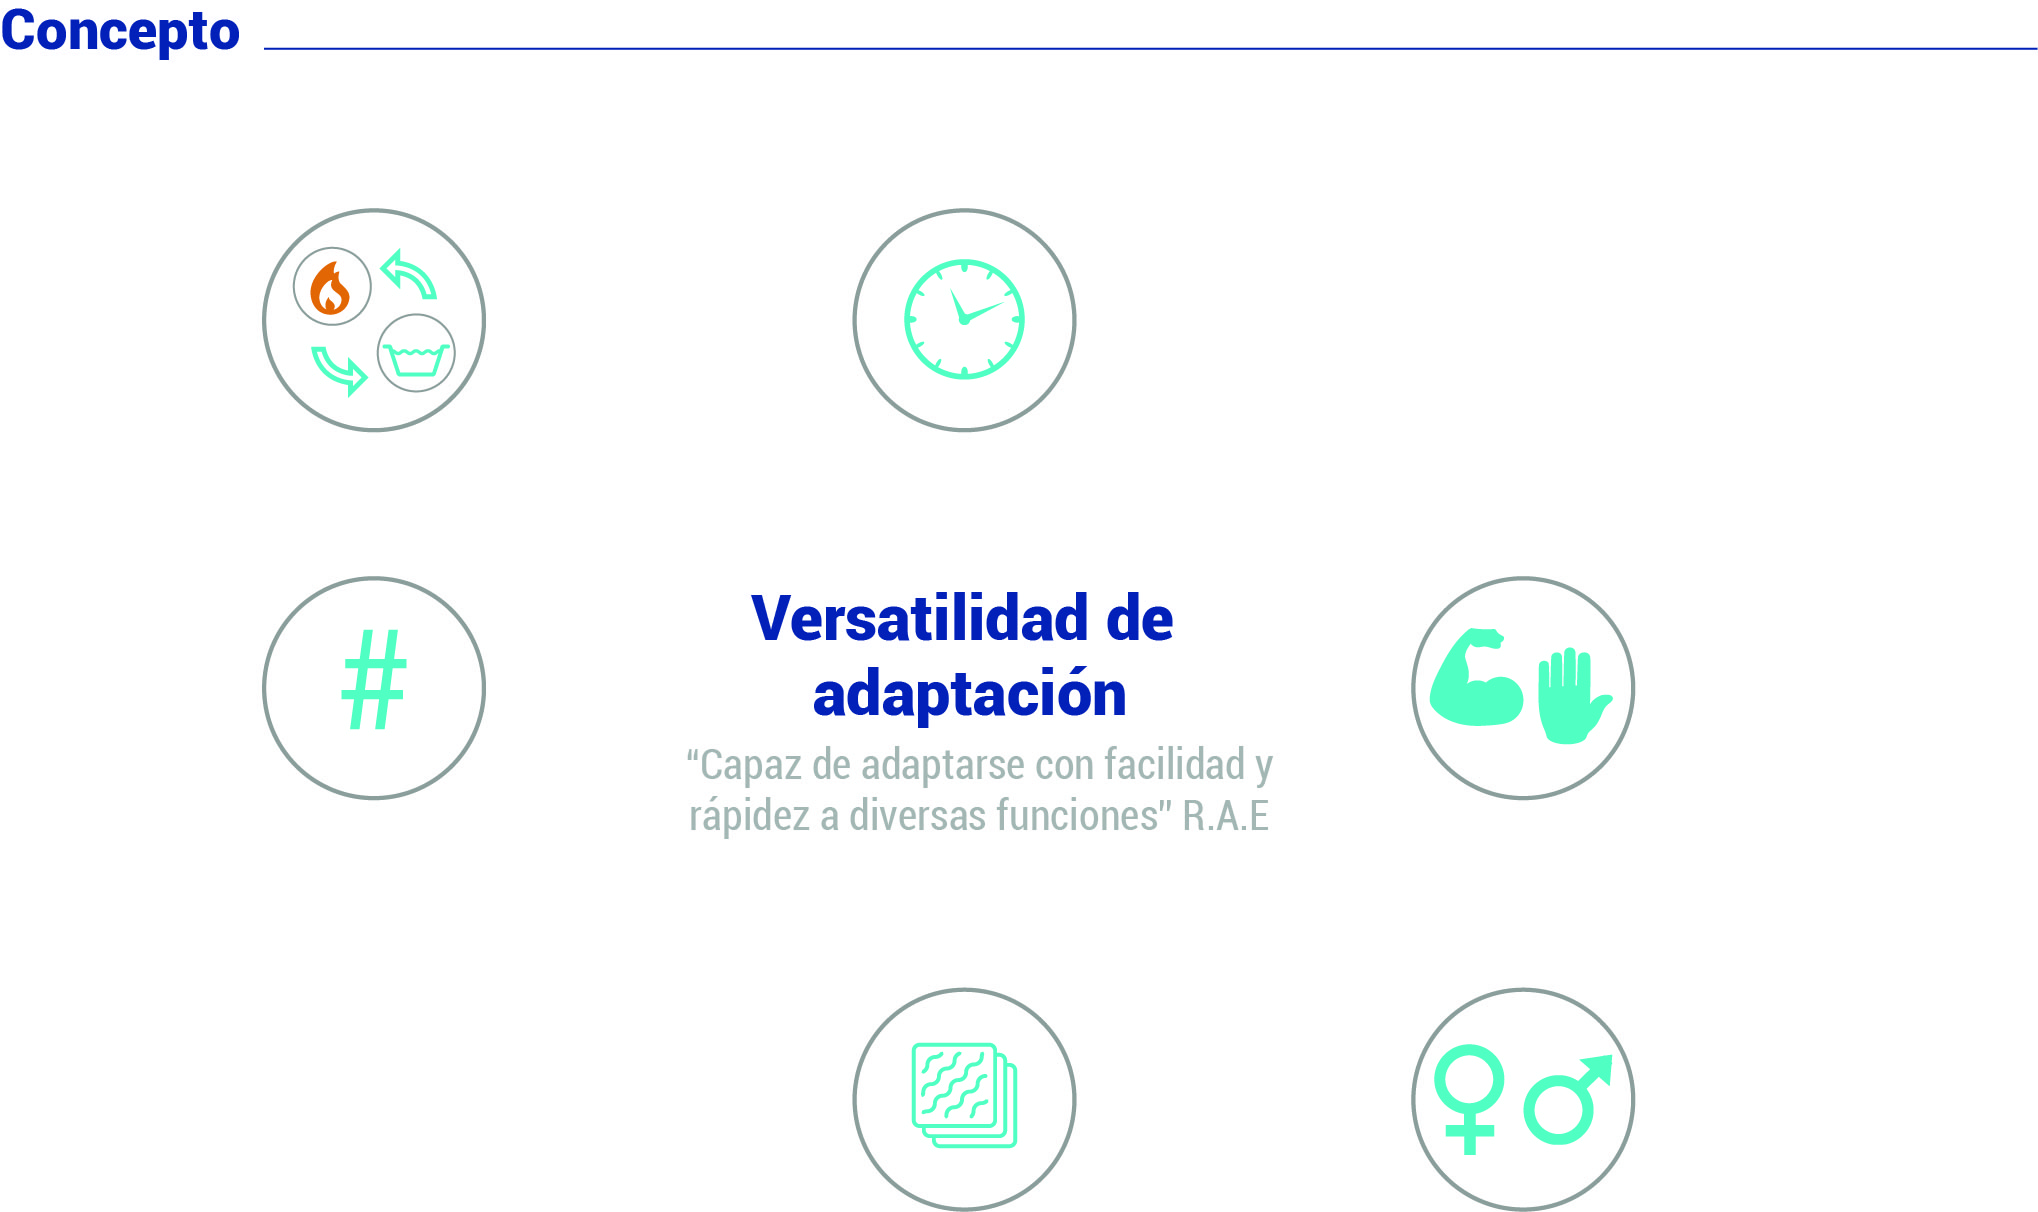 Concepto
#
Versatilidad de
adaptación
“Capaz de adaptarse con facilidad y
rápidez a diversas funciones” R.A.E